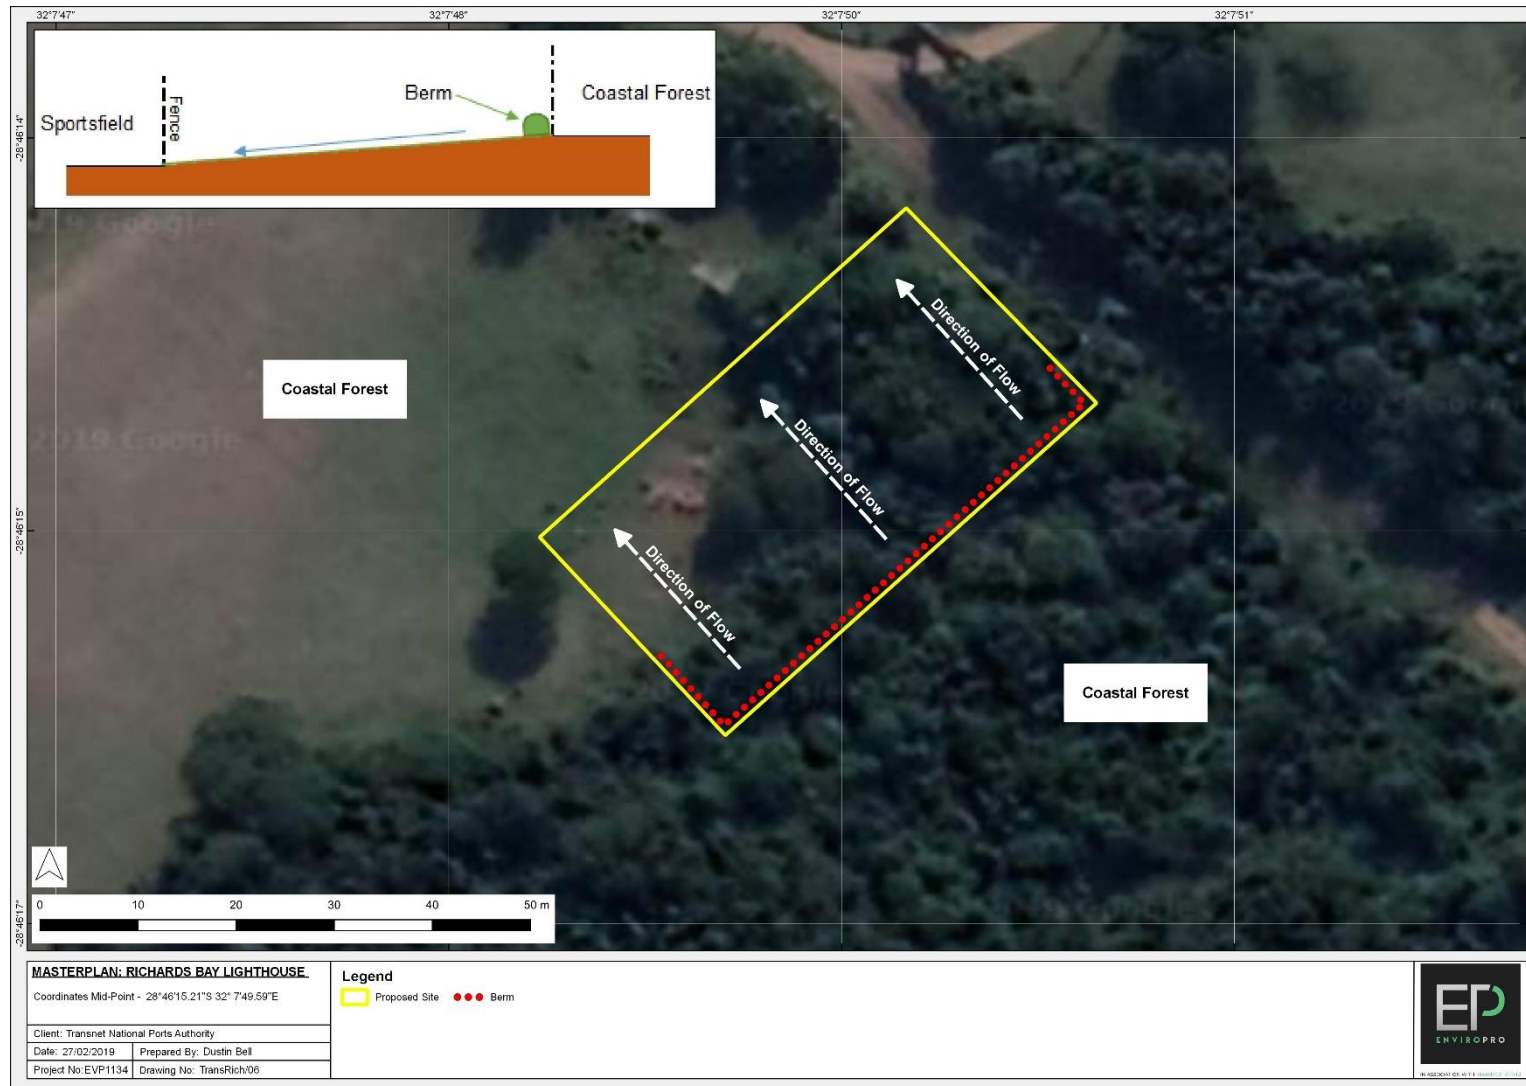 32°7'47" 32°7'48" 32°7'50" 32°7'51"
Sportsfield
Fence
Berm
Coastal Forest
-28°46'14"
-28°46'15"
-28°46'17"
2019 Google
Coastal Forest
Direction of Flow
Direction of Flow
Direction of Flow
Coastal Forest
0 10 20 30 40 50 m
MASTERPLAN: RICHARDS BAY LIGHTHOUSE
Coordinates Mid-Point - 28°46'15.21"S 32° 7'49.59"E
Client: Transnet National Ports Authority
Date: 27/02/2019 Prepared By: Dustin Bell
Project No:EVP1134 Drawing No: TransRich/06
Legend
Proposed Site Berm
EP
ENVIROPRO